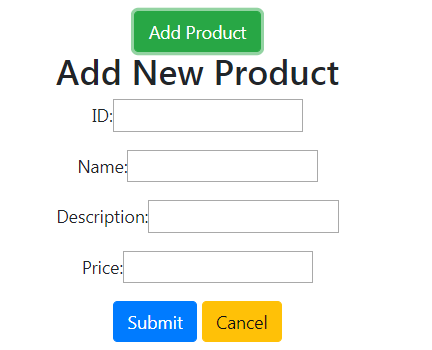 Add Product
Add New Product
ID:
Name:
Description:
Price:
Submit Cancel